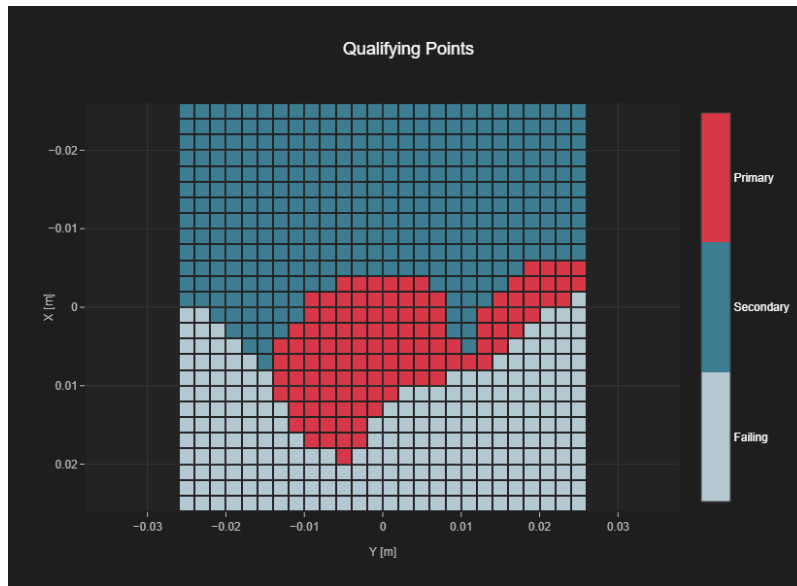 Qualifying Points
−0.02
−0.01
0
0.01
0.02
X [m]
−0.03
−0.02
−0.01
0
0.01
0.02
0.03
Y [m]
Primary
Secondary
Failing